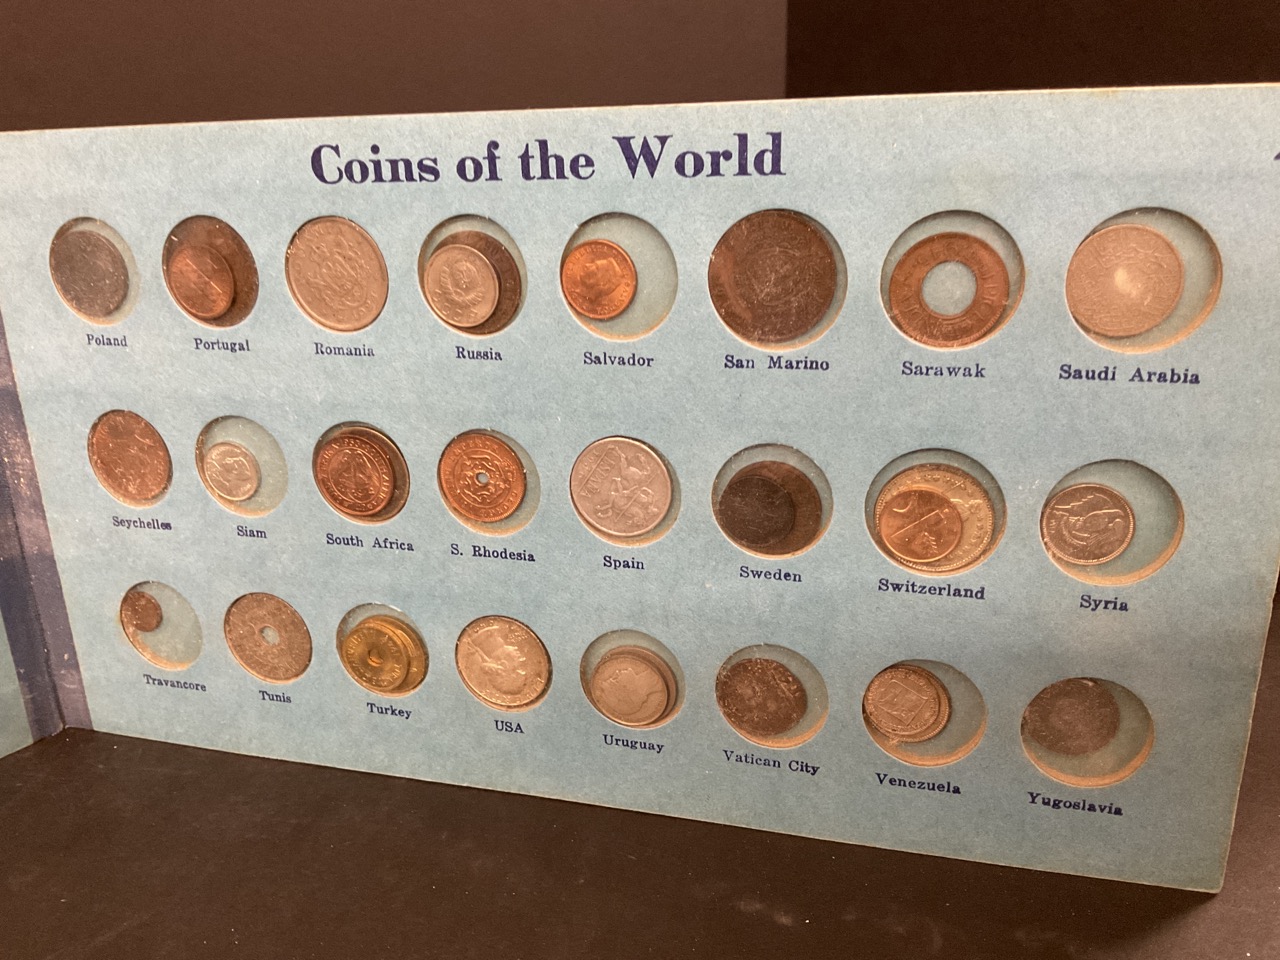 Coins of the World
Poland
Portugal
Romania
Russia
Salvador
San Marino
Sarawak
Saudi Arabia
Seychelles
Siam
South Africa
S. Rhodesia
Spain
Sweden
Switzerland
Syria
Travancore
Tunis
Turkey
USA
Uruguay
Vatican City
Venezuela
Yugoslavia